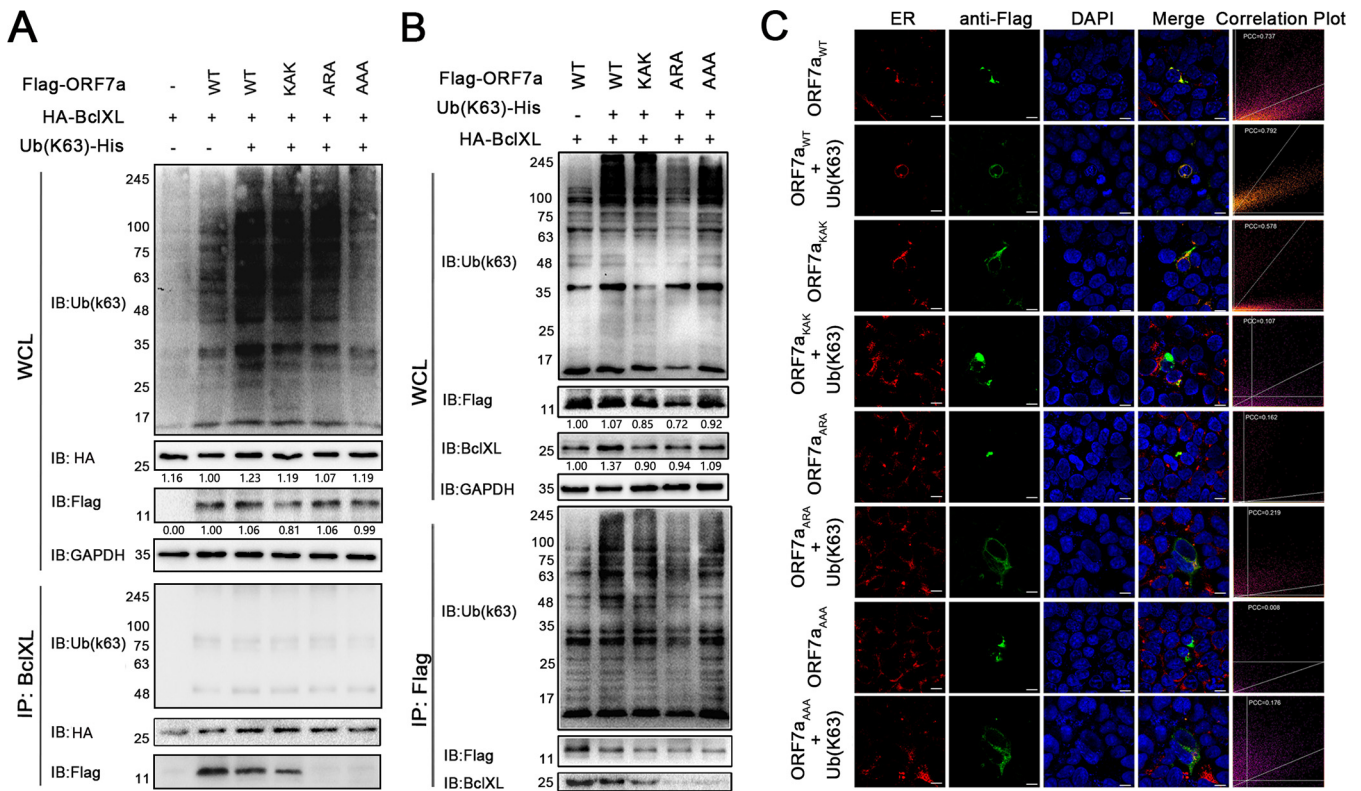 A
Flag-ORF7a - WT WT KAK ARA AAA
HA-BclXL + + + + + +
Ub(K63)-His - - + + + +
WCL
245
100
75
63
48
35
25
17
IB:Ub(k63)
IB: HA
25
1.16 1.00 1.23 1.19 1.07 1.19
IB:Flag
11
0.00 1.00 1.06 0.81 1.06 0.99
IB:GAPDH 35
IP: BclXL
245
100
75
63
48
IB:Ub(k63)
IB: HA
25
IB:Flag
11
B
Flag-ORF7a WT WT KAK ARA AAA
Ub(K63)-His - + + + +
HA-BclXL + + + + +
WCL
245
100
75
63
48
35
25
17
IB:Ub(k63)
IB:Flag
11
1.00 1.07 0.85 0.72 0.92
IB:BclXL 25
1.00 1.37 0.90 0.94 1.09
IB:GAPDH 35
IP: Flag
245
100
75
63
48
35
25
17
IB:Ub(k63)
IB:Flag 11
IB:BclXL 25
C
ER anti-Flag DAPI Merge Correlation Plot
ORF7aWT
PCC=0.737
ORF7aWT
+
Ub(K63)
PCC=0.792
ORF7aKAK
PCC=0.578
ORF7aKAK
+
Ub(K63)
PCC=0.107
ORF7aARA
PCC=0.162
ORF7aARA
+
Ub(K63)
PCC=0.219
ORF7aAAA
PCC=0.008
ORF7aAAA
+
Ub(K63)
PCC=0.176